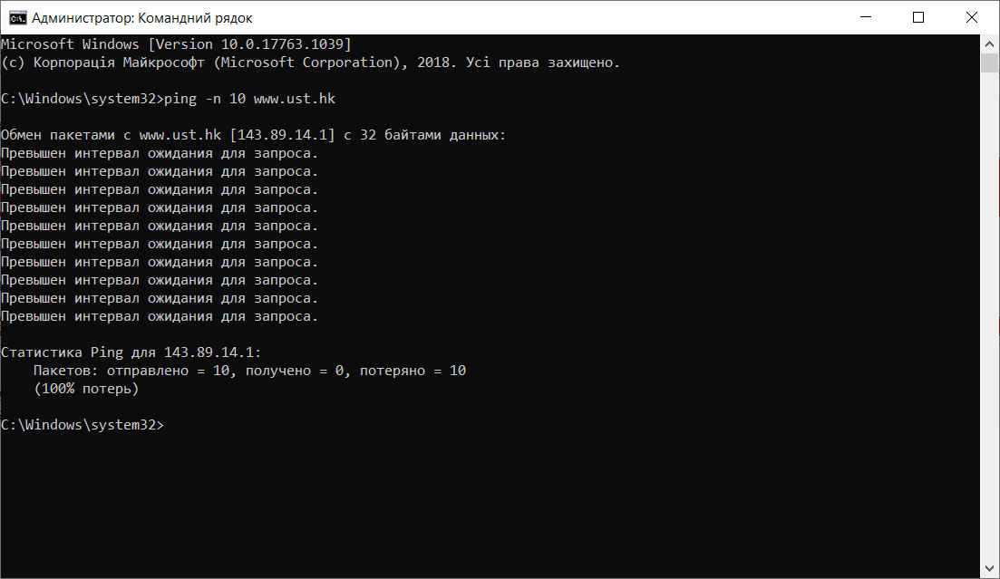 Администратор: Командний рядок
Microsoft Windows [Version 10.0.17763.1039]
(c) Корпорація Майкрософт (Microsoft Corporation), 2018. Усі права захищено.
C:\Windows\system32>ping -n 10 www.ust.hk
Обмен пакетами с www.ust.hk [143.89.14.1] с 32 байтами данных:
Превышен интервал ожидания для запроса.
Превышен интервал ожидания для запроса.
Превышен интервал ожидания для запроса.
Превышен интервал ожидания для запроса.
Превышен интервал ожидания для запроса.
Превышен интервал ожидания для запроса.
Превышен интервал ожидания для запроса.
Превышен интервал ожидания для запроса.
Превышен интервал ожидания для запроса.
Превышен интервал ожидания для запроса.
Статистика Ping для 143.89.14.1:
    Пакетов: отправлено = 10, получено = 0, потеряно = 10
    (100% потерь)
C:\Windows\system32>